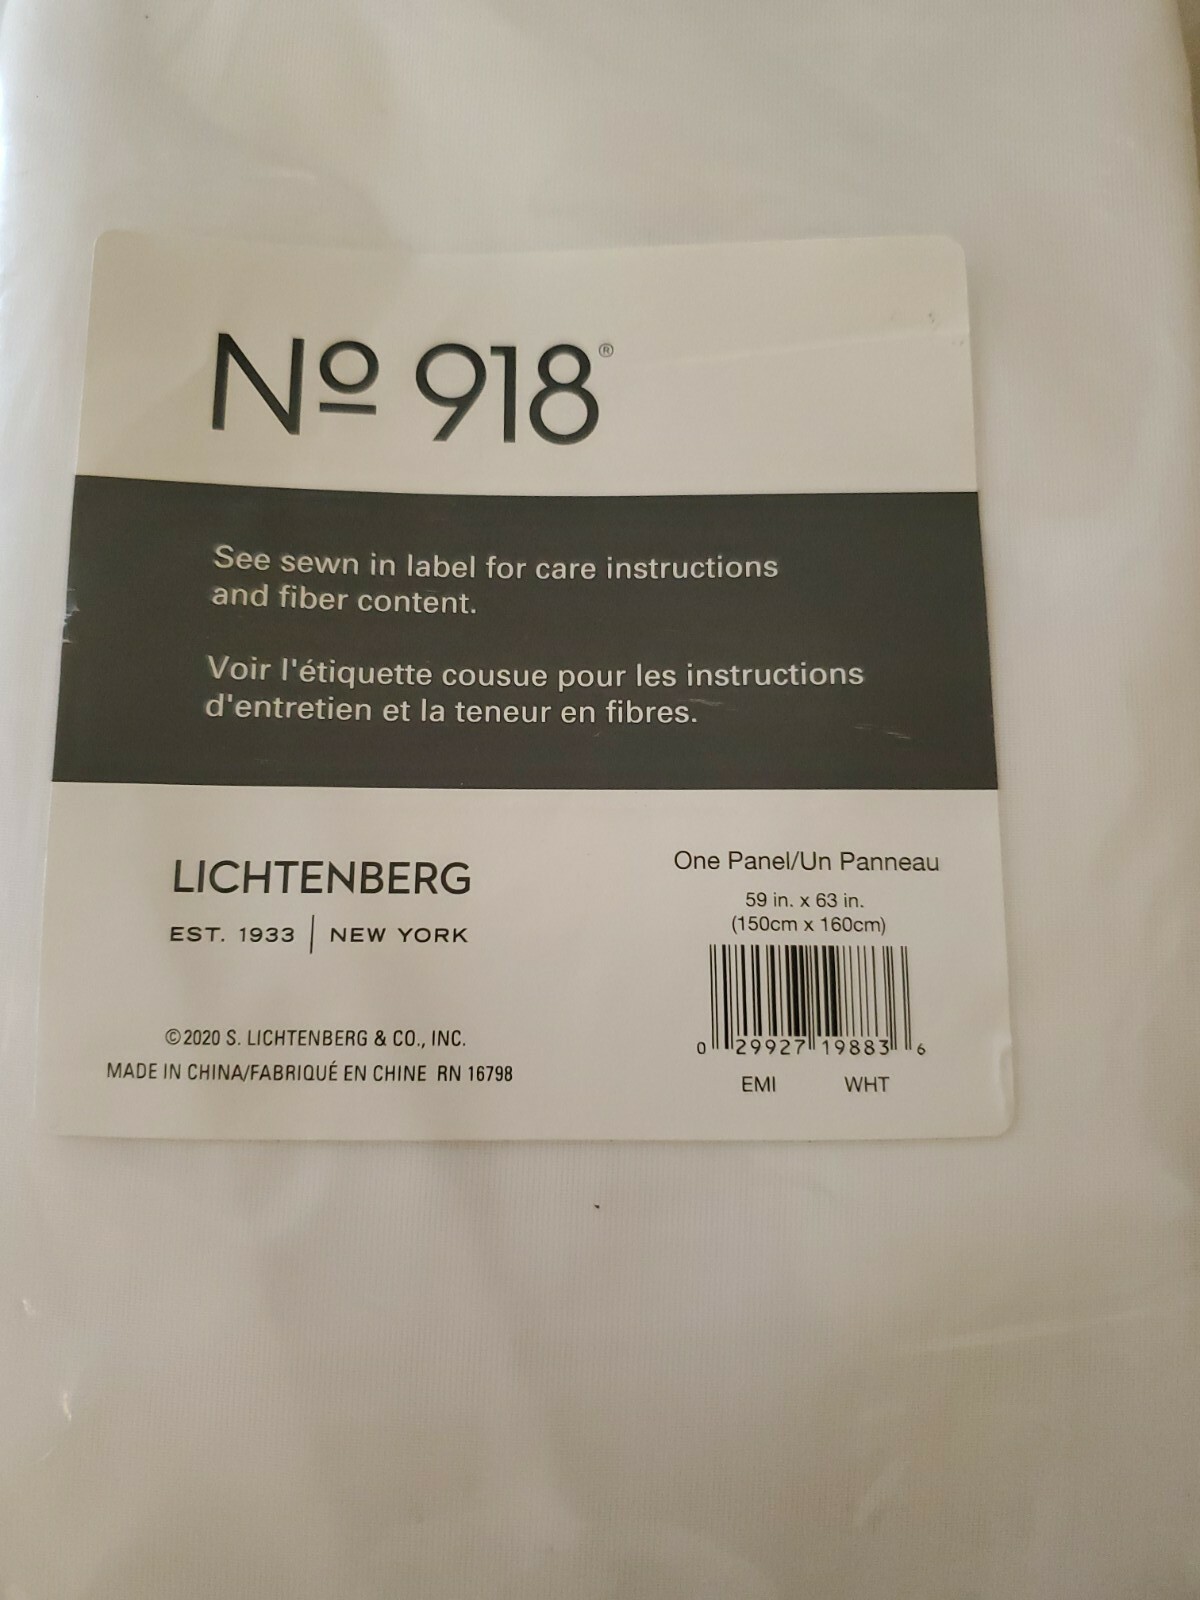 Nº 918®
See sewn in label for care instructions
and fiber content.
Voir l'étiquette cousue pour les instructions
d'entretien et la teneur en fibres.
LICHTENBERG
EST. 1933 | NEW YORK
©2020 S. LICHTENBERG & CO., INC.
MADE IN CHINA/FABRIQUÉ EN CHINE RN 16798
One Panel/Un Panneau
59 in. x 63 in.
(150cm x 160cm)
0 29927 19883 6
EMI WHT